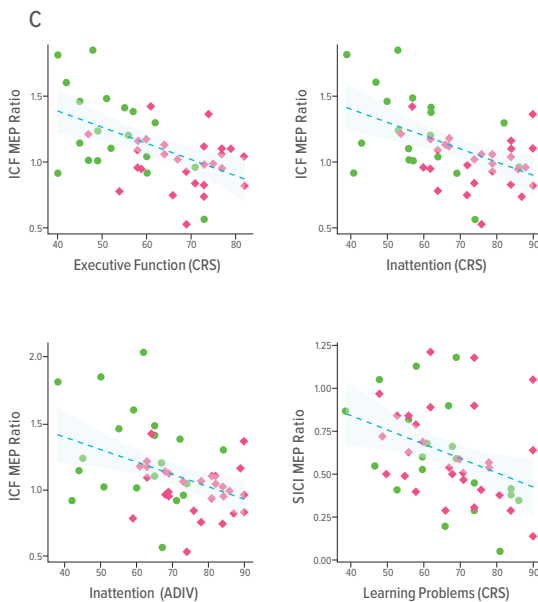 C
ICF MEP Ratio
1.5
1.0
0.5
40 50 60 70 80
Executive Function (CRS)
ICF MEP Ratio
1.5
1.0
0.5
40 50 60 70 80 90
Inattention (CRS)
ICF MEP Ratio
2.0
1.5
1.0
0.5
40 50 60 70 80 90
Inattention (ADIV)
SICI MEP Ratio
1.25
1.00
0.75
0.50
0.25
0.00
40 50 60 70 80 90
Learning Problems (CRS)